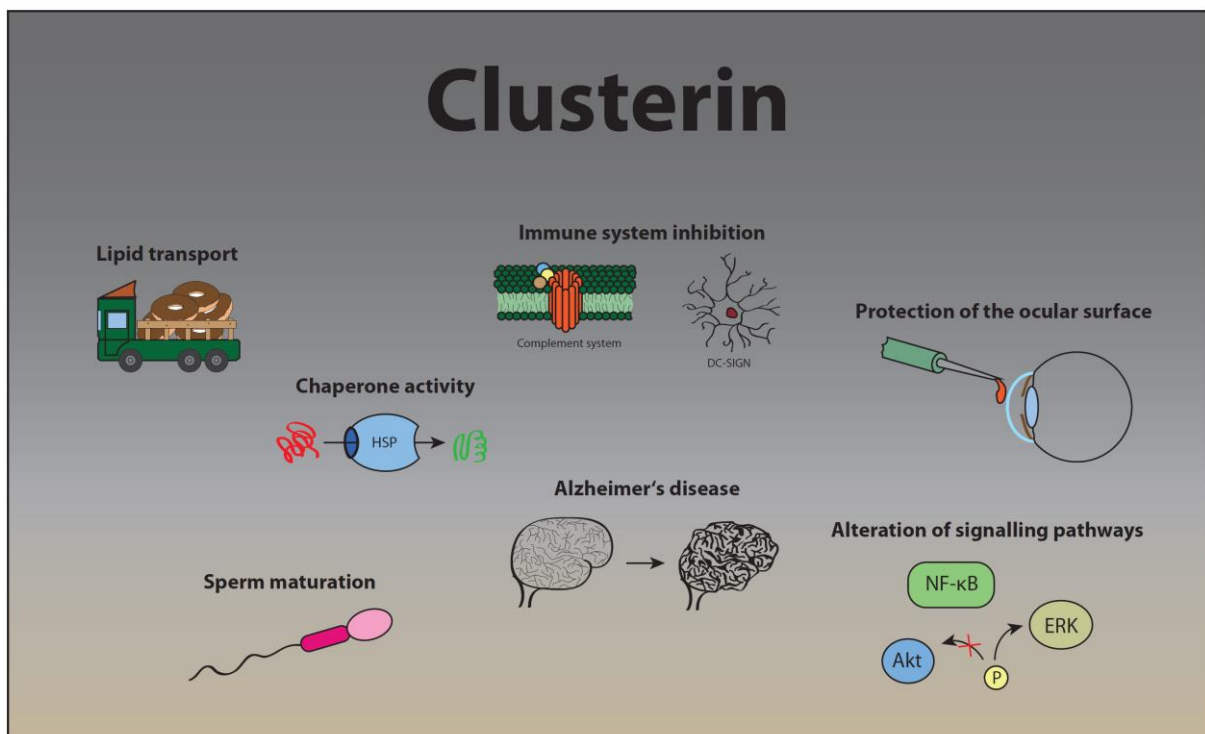 Clusterin
Lipid transport
Immune system inhibition
Complement system
DC-SIGN
Protection of the ocular surface
Chaperone activity
HSP
Alzheimer‘s disease
Alteration of signalling pathways
NF-κB
ERK
Akt
P
Sperm maturation